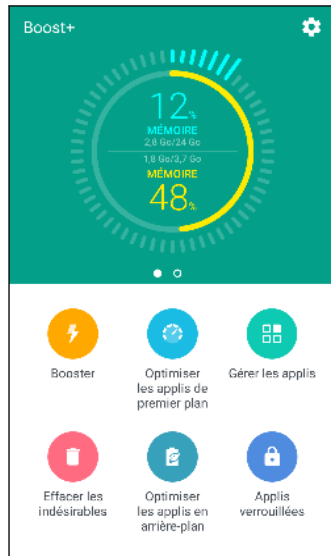 Boost+
12%
MÉMOIRE
2,8 Go/24 Go
1,8 Go/3,7 Go
MÉMOIRE
48%
Booster
Optimiser
les applis de
premier plan
Gérer les applis
Effacer les
indésirables
Optimiser
les applis en
arrière-plan
Applis
verrouillées